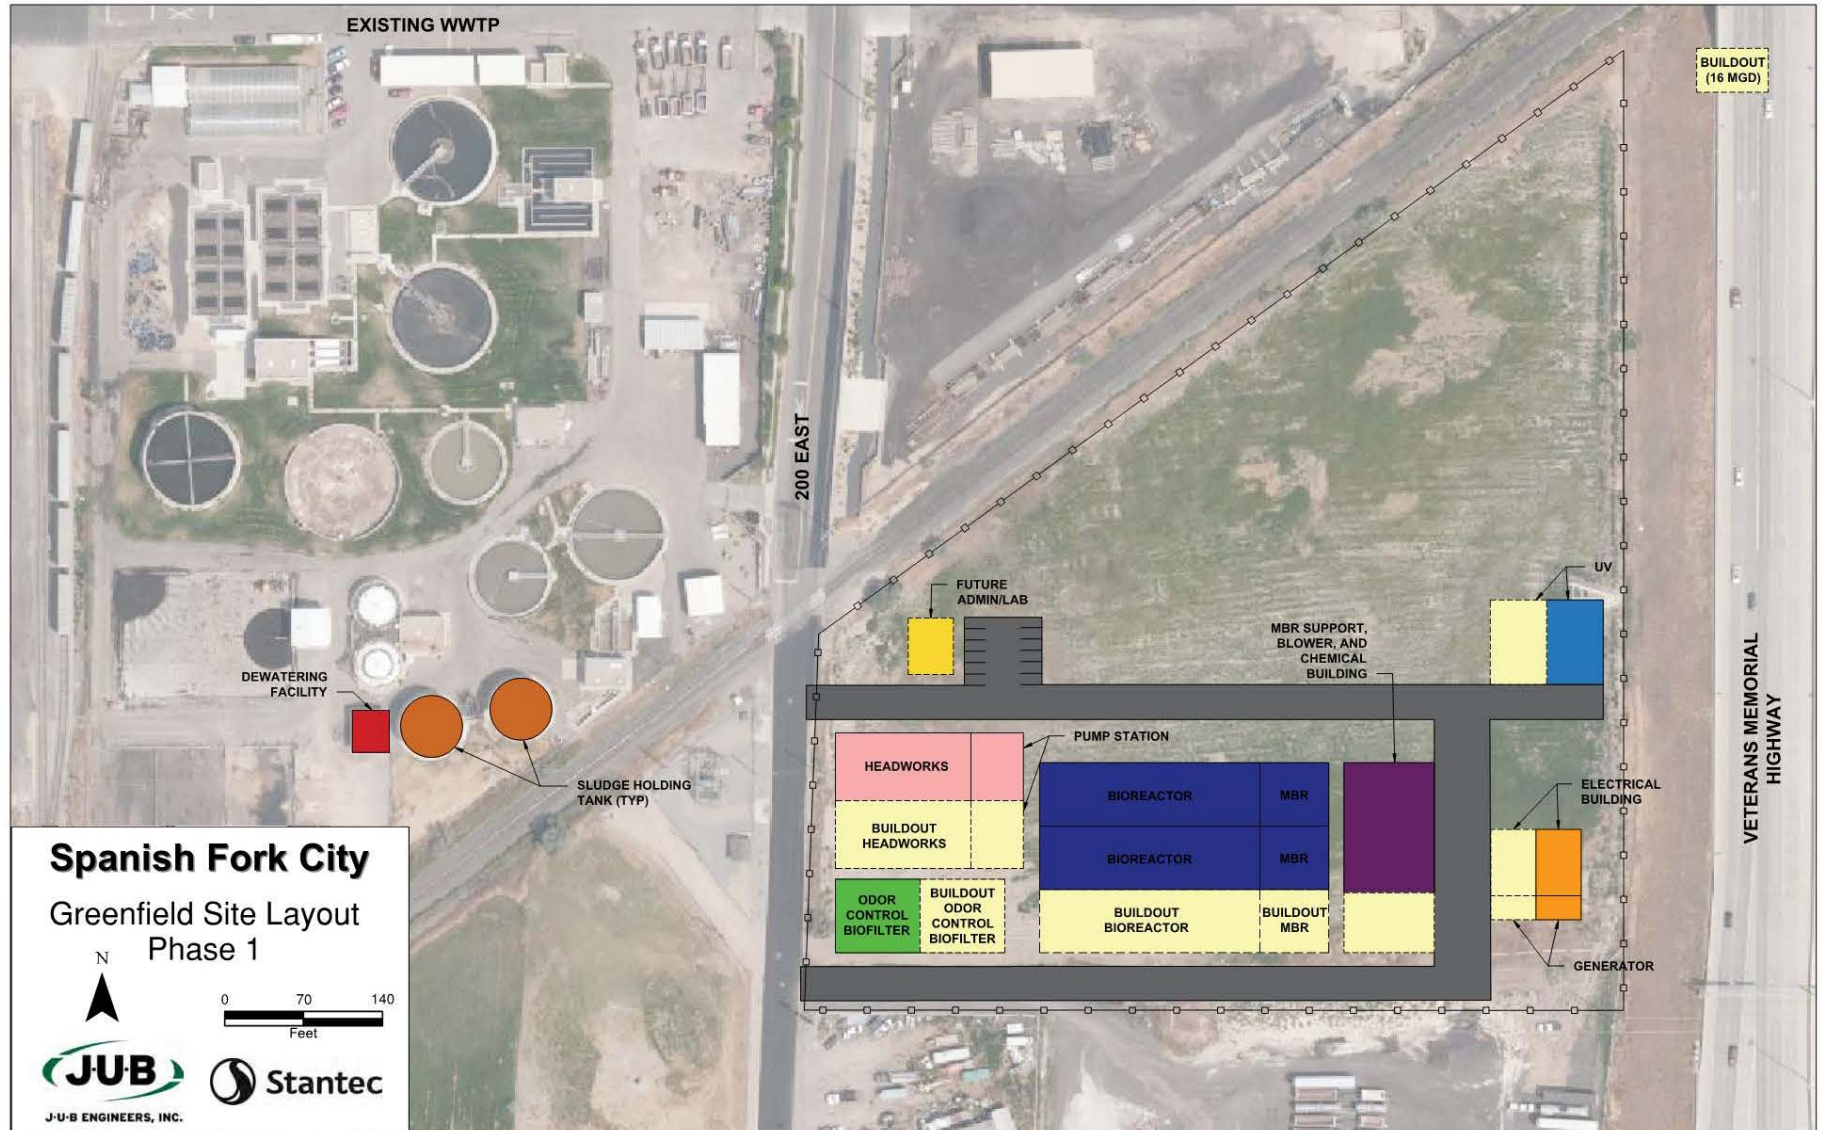 EXISTING WWTP
BUILDOUT
(16 MGD)
200 EAST
FUTURE
ADMIN/LAB
UV
MBR SUPPORT,
BLOWER, AND
CHEMICAL
BUILDING
DEWATERING
FACILITY
SLUDGE HOLDING
TANK (TYP)
PUMP STATION
HEADWORKS
BUILDOUT
HEADWORKS
BIOREACTOR
MBR
BIOREACTOR
MBR
ELECTRICAL
BUILDING
VETERANS MEMORIAL
HIGHWAY
ODOR
CONTROL
BIOFILTER
BUILDOUT
ODOR
CONTROL
BIOFILTER
BUILDOUT
BIOREACTOR
BUILDOUT
MBR
GENERATOR
Spanish Fork City
Greenfield Site Layout
Phase 1
N
0 70 140
Feet
J·U·B
J·U·B ENGINEERS, INC.
Stantec